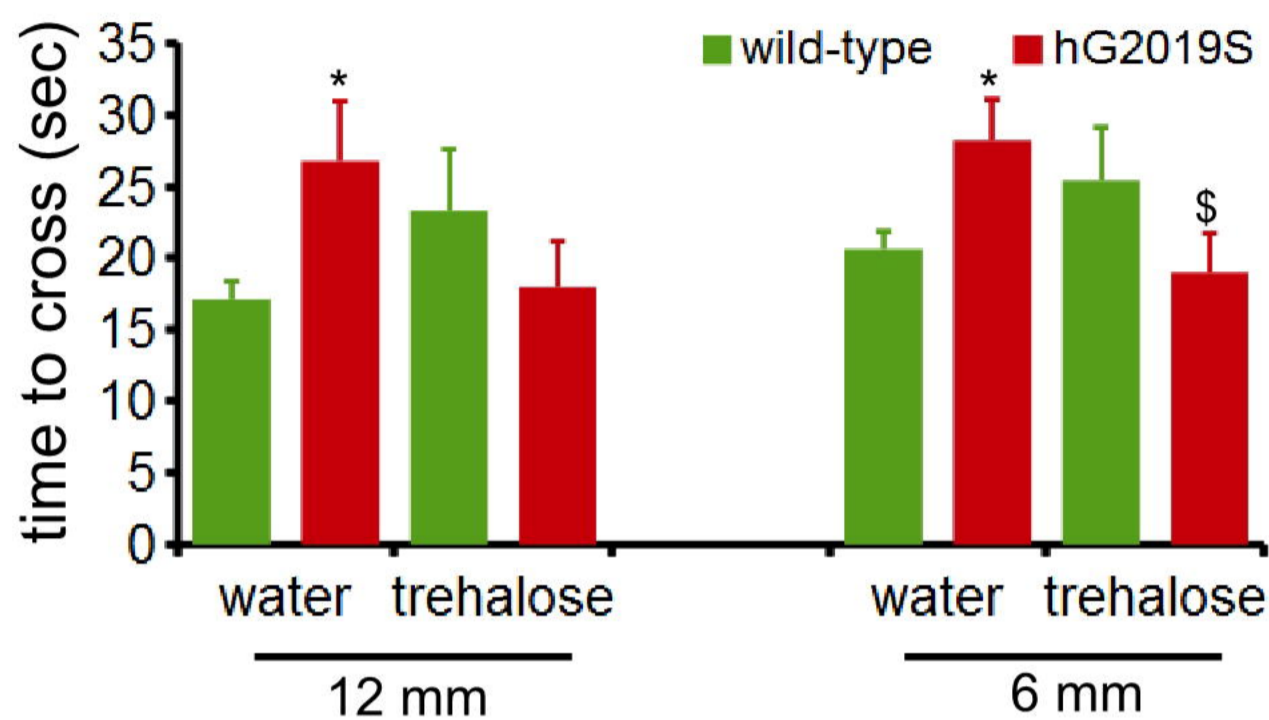 time to cross (sec)
35
30
25
20
15
10
5
0
wild-type hG2019S
* *
$
water trehalose water trehalose
12 mm 6 mm